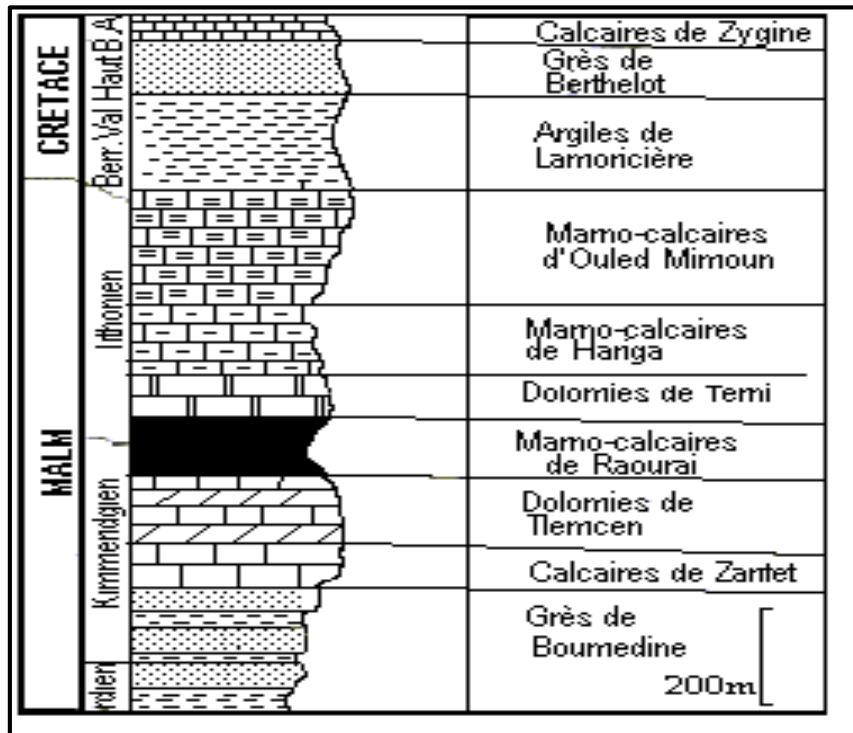 CRETACE
MALM
B.A
Haut
Val
Berr.
Kimmendgien
rdien
Calcaires de Zygine
Grès de
Berthelot
Argiles de
Lamoricière
Marno-calcaires
d'Ouled Mimoun
Marno-calcaires
de Hariga
Dolomies de Terni
Marno-calcaires
de Raourai
Dolomies de
Tlemcen
Calcaires de Zarifet
Grès de
Boumedine
200m